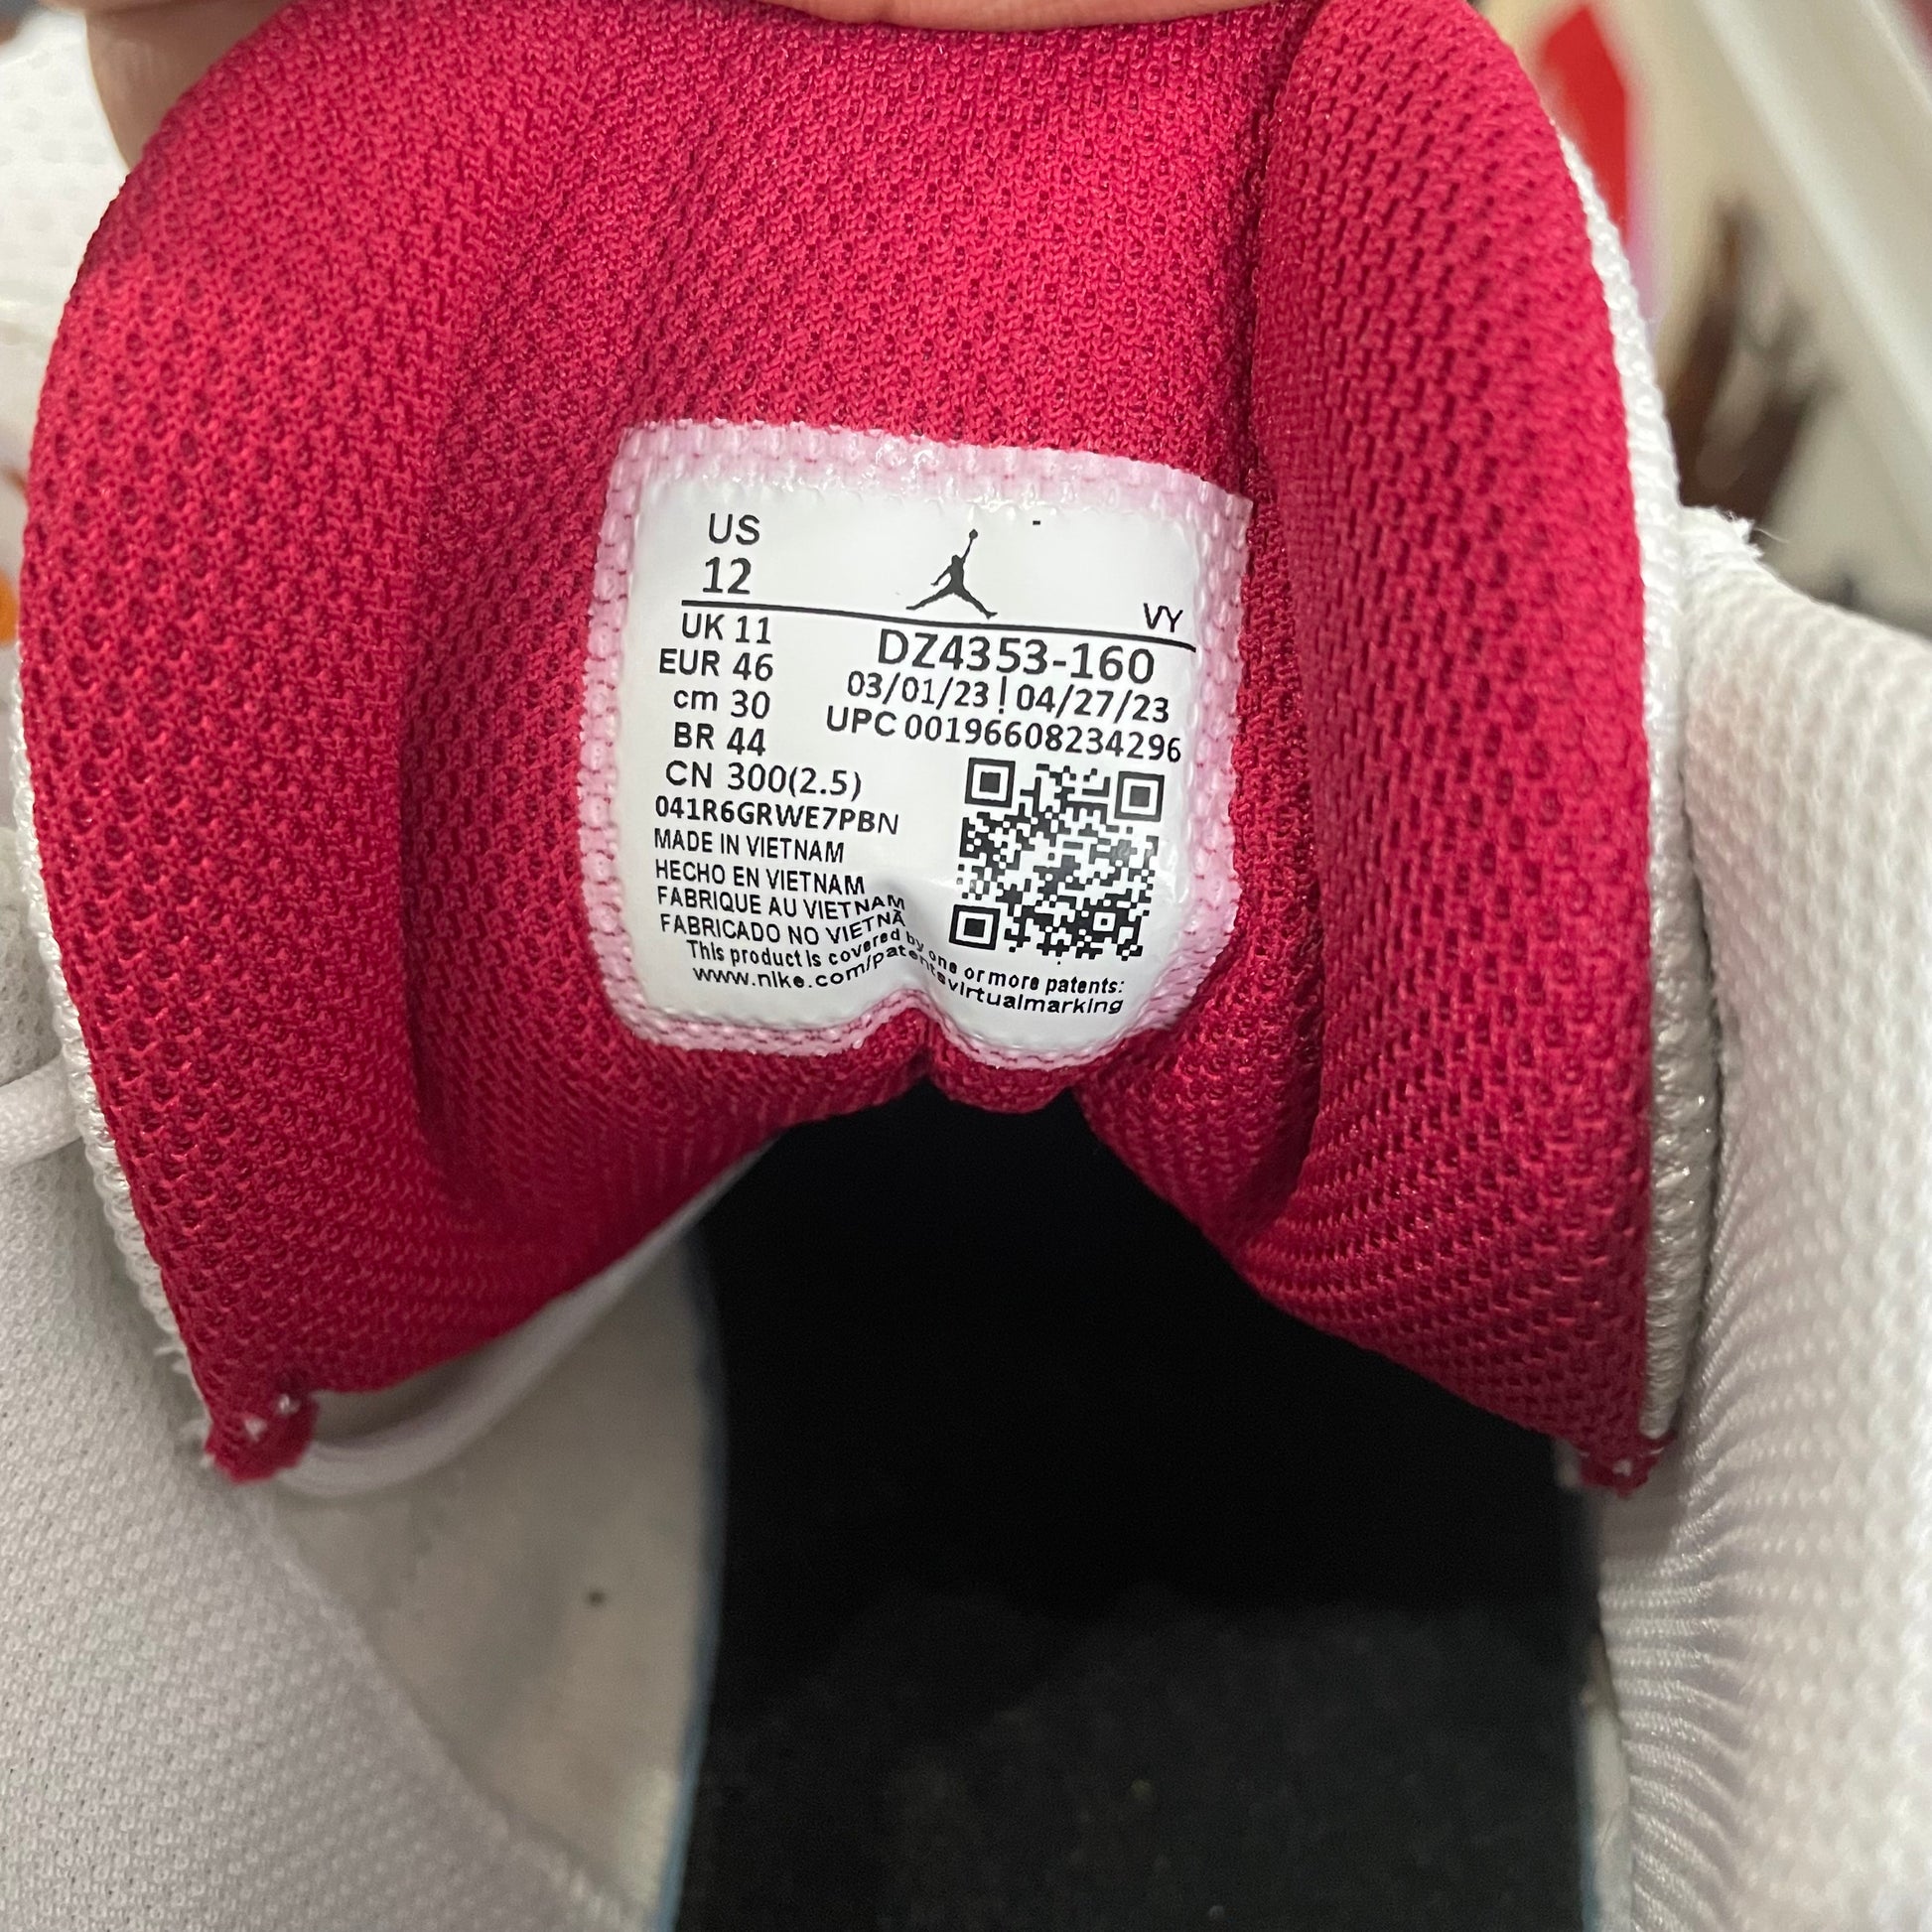 US
12
VY
UK 11
EUR 46
cm 30
BR 44
CN 300(2.5)
DZ4353-160
03/01/23 | 04/27/23
UPC 00196608234296
041R6GRWE7PBN
MADE IN VIETNAM
HECHO EN VIETNAM
FABRIQUE AU VIETNAM
FABRICADO NO VIETNÃ
This product is covered by one or more patents:
www.nike.com/patentsvirtualmarking